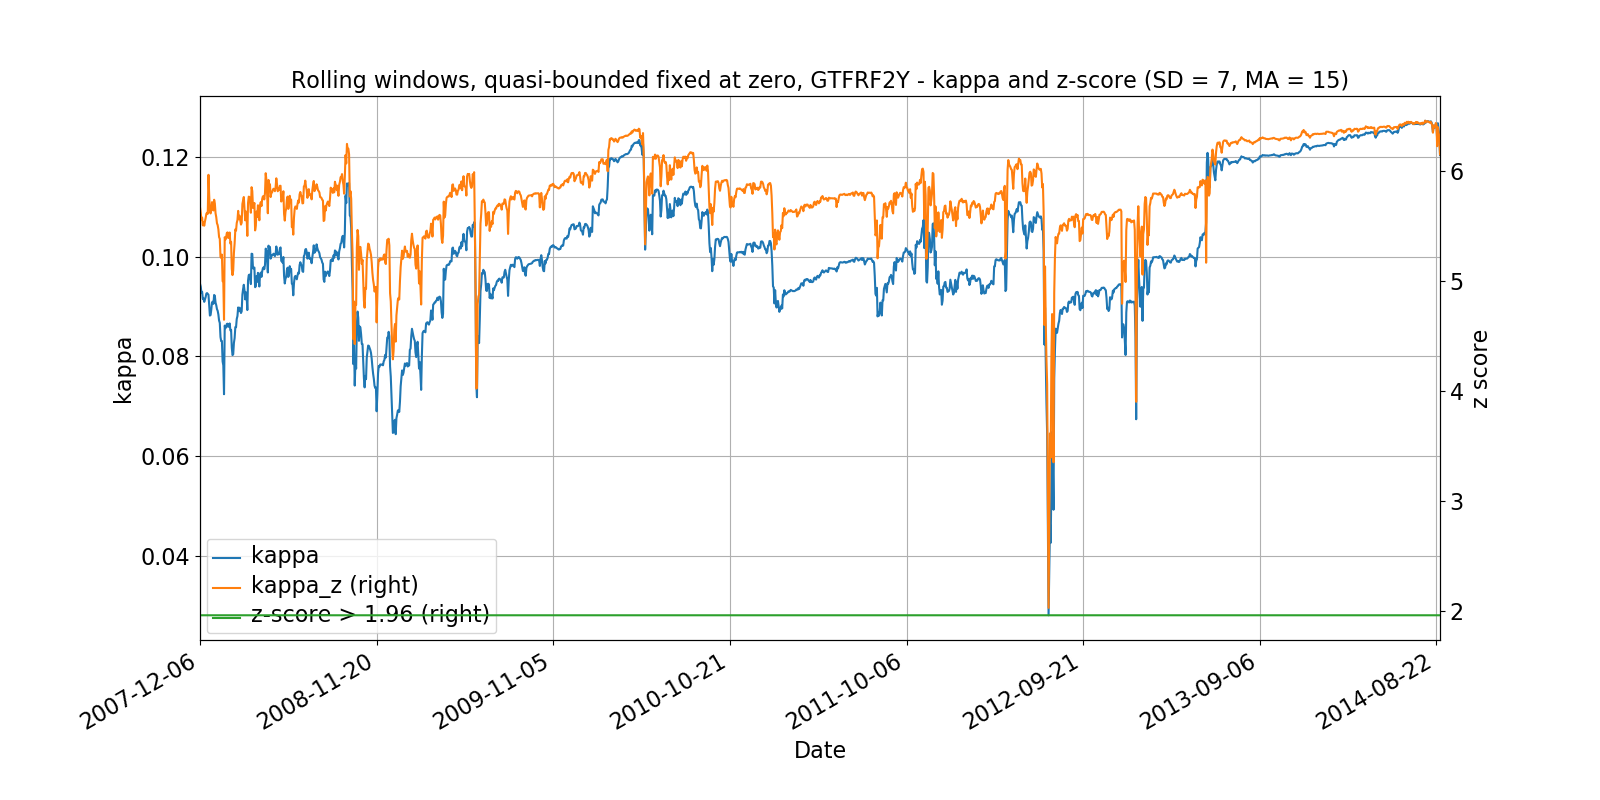 Rolling windows, quasi-bounded fixed at zero, GTFRF2Y - kappa and z-score (SD = 7, MA = 15)
0.12
0.10
0.08
0.06
0.04
kappa
6
5
4
3
2
z score
kappa
kappa_z (right)
z-score > 1.96 (right)
2007-12-06
2008-11-20
2009-11-05
2010-10-21
2011-10-06
2012-09-21
2013-09-06
2014-08-22
Date